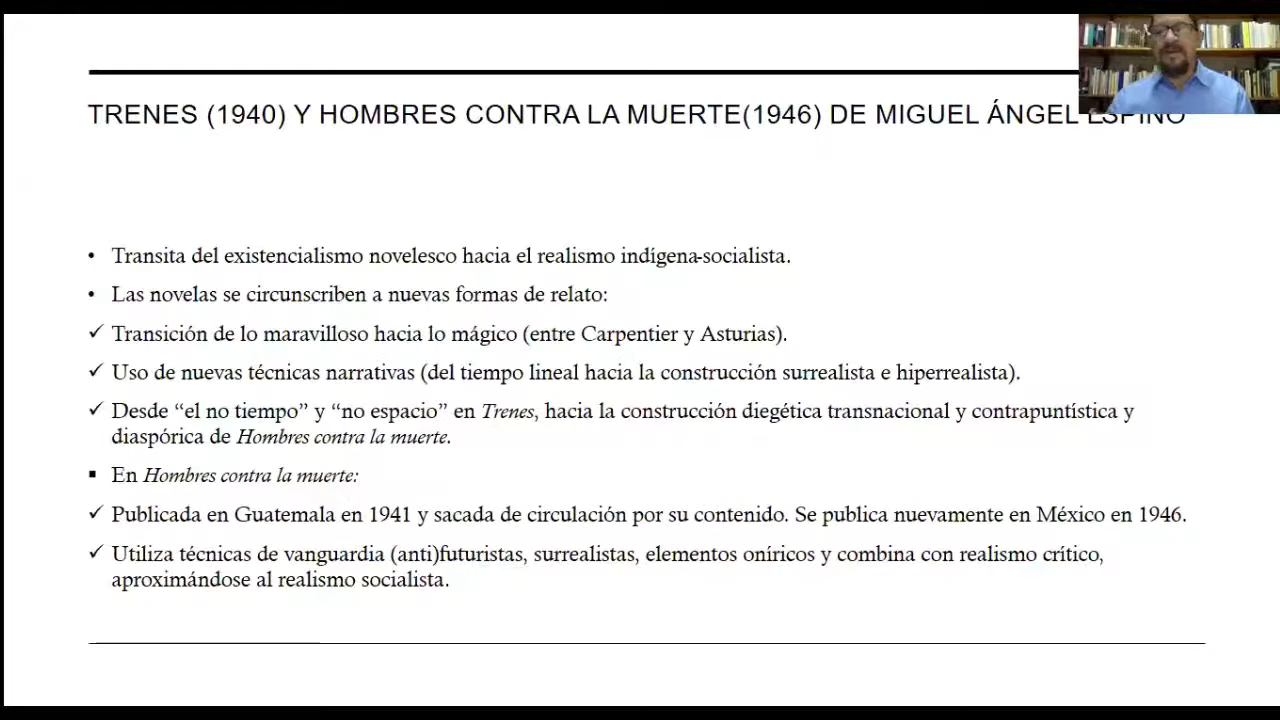 TRENES (1940) Y HOMBRES CONTRA LA MUERTE(1946) DE MIGUEL ÁNGEL ESPINO
• Transita del existencialismo novelesco hacia el realismo indígena-socialista.
• Las novelas se circunscriben a nuevas formas de relato:
✓ Transición de lo maravilloso hacia lo mágico (entre Carpentier y Asturias).
✓ Uso de nuevas técnicas narrativas (del tiempo lineal hacia la construcción surrealista e hiperrealista).
✓ Desde “el no tiempo” y “no espacio” en Trenes, hacia la construcción diegética transnacional y contrapuntística y
diaspórica de Hombres contra la muerte.
▪ En Hombres contra la muerte:
✓ Publicada en Guatemala en 1941 y sacada de circulación por su contenido. Se publica nuevamente en México en 1946.
✓ Utiliza técnicas de vanguardia (anti)futuristas, surrealistas, elementos oníricos y combina con realismo crítico,
aproximándose al realismo socialista.